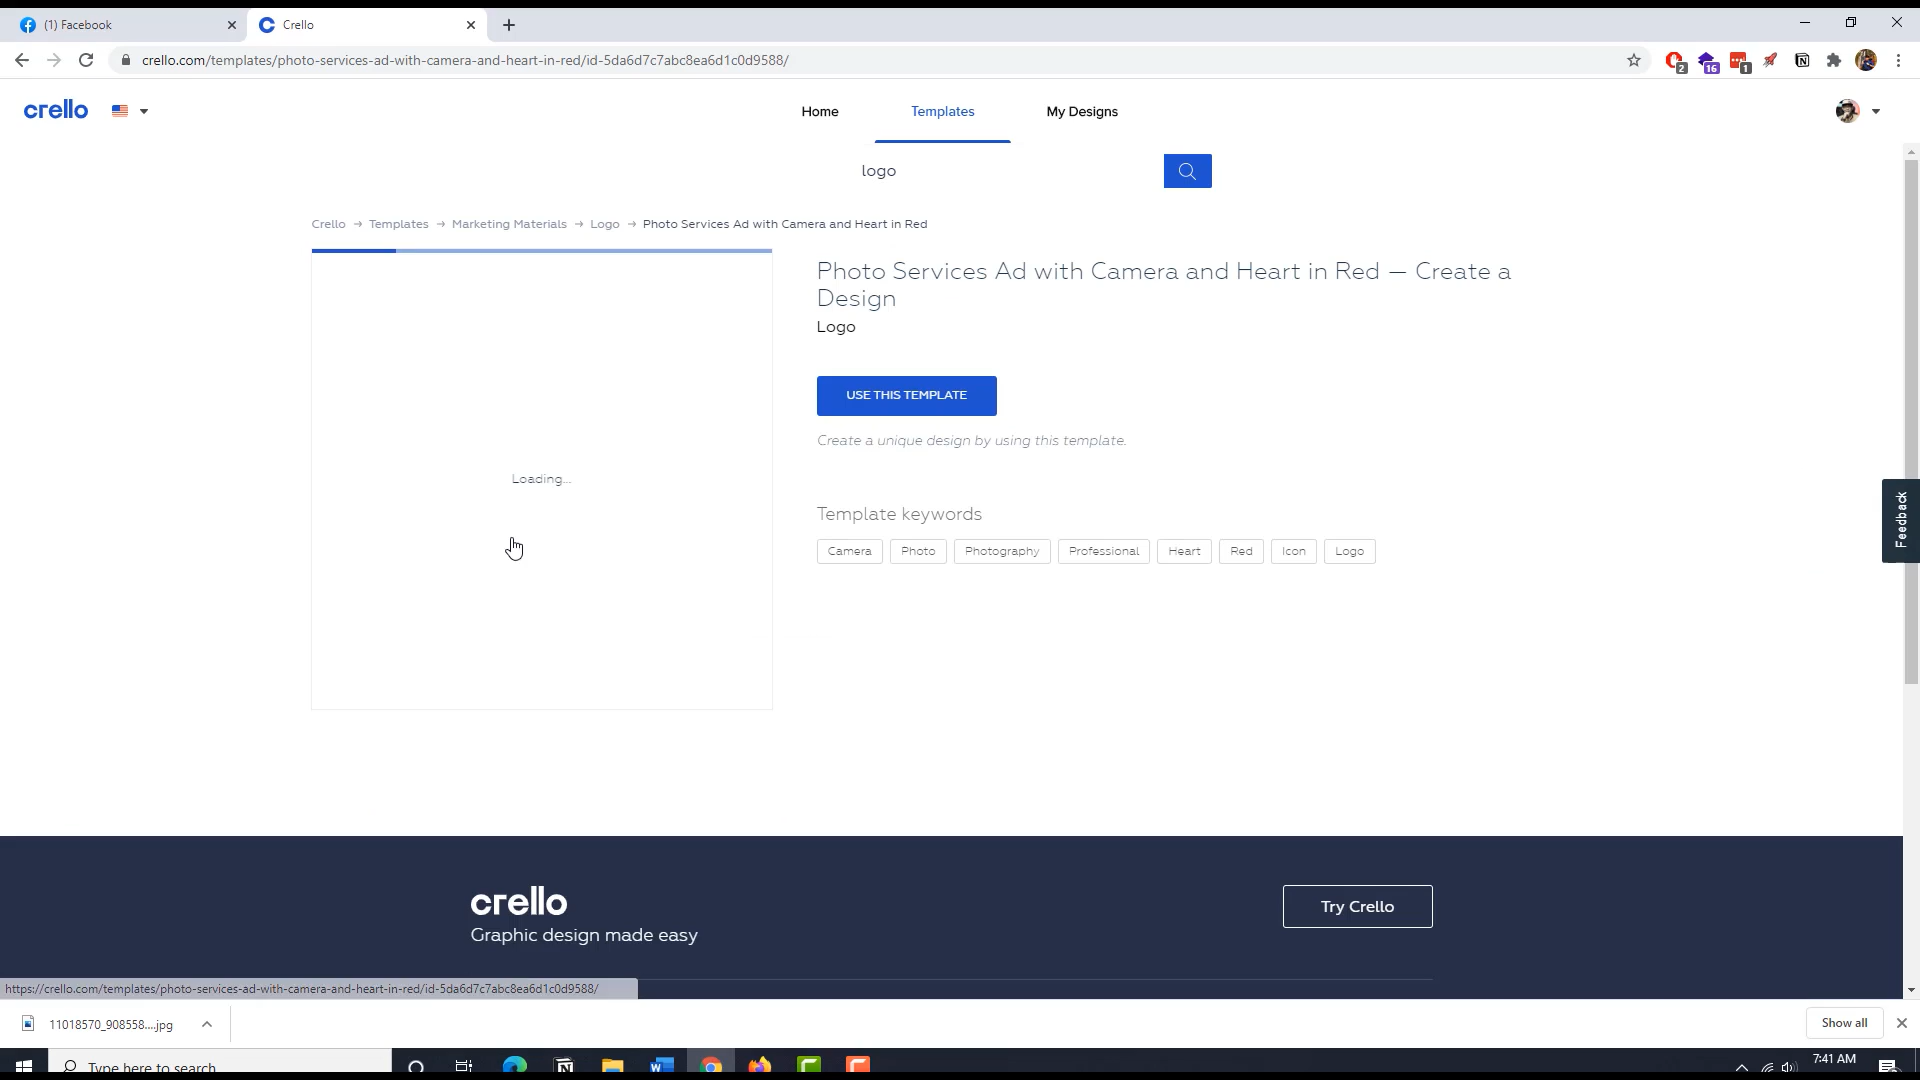 (1) Facebook
Crello
crello.com/templates/photo-services-ad-with-camera-and-heart-in-red/id-5da6d7c7abc8ea6d1c0d9588/
2
16
1
crello
Home
Templates
My Designs
logo
Crello → Templates → Marketing Materials → Logo → Photo Services Ad with Camera and Heart in Red
Loading...
Photo Services Ad with Camera and Heart in Red — Create a
Design
Logo
USE THIS TEMPLATE
Create a unique design by using this template.
Template keywords
Camera
Photo
Photography
Professional
Heart
Red
Icon
Logo
Feedback
crello
Graphic design made easy
Try Crello
https://crello.com/templates/photo-services-ad-with-camera-and-heart-in-red/id-5da6d7c7abc8ea6d1c0d9588/
11018570_908558....jpg
Show all
Type here to search
7:41 AM